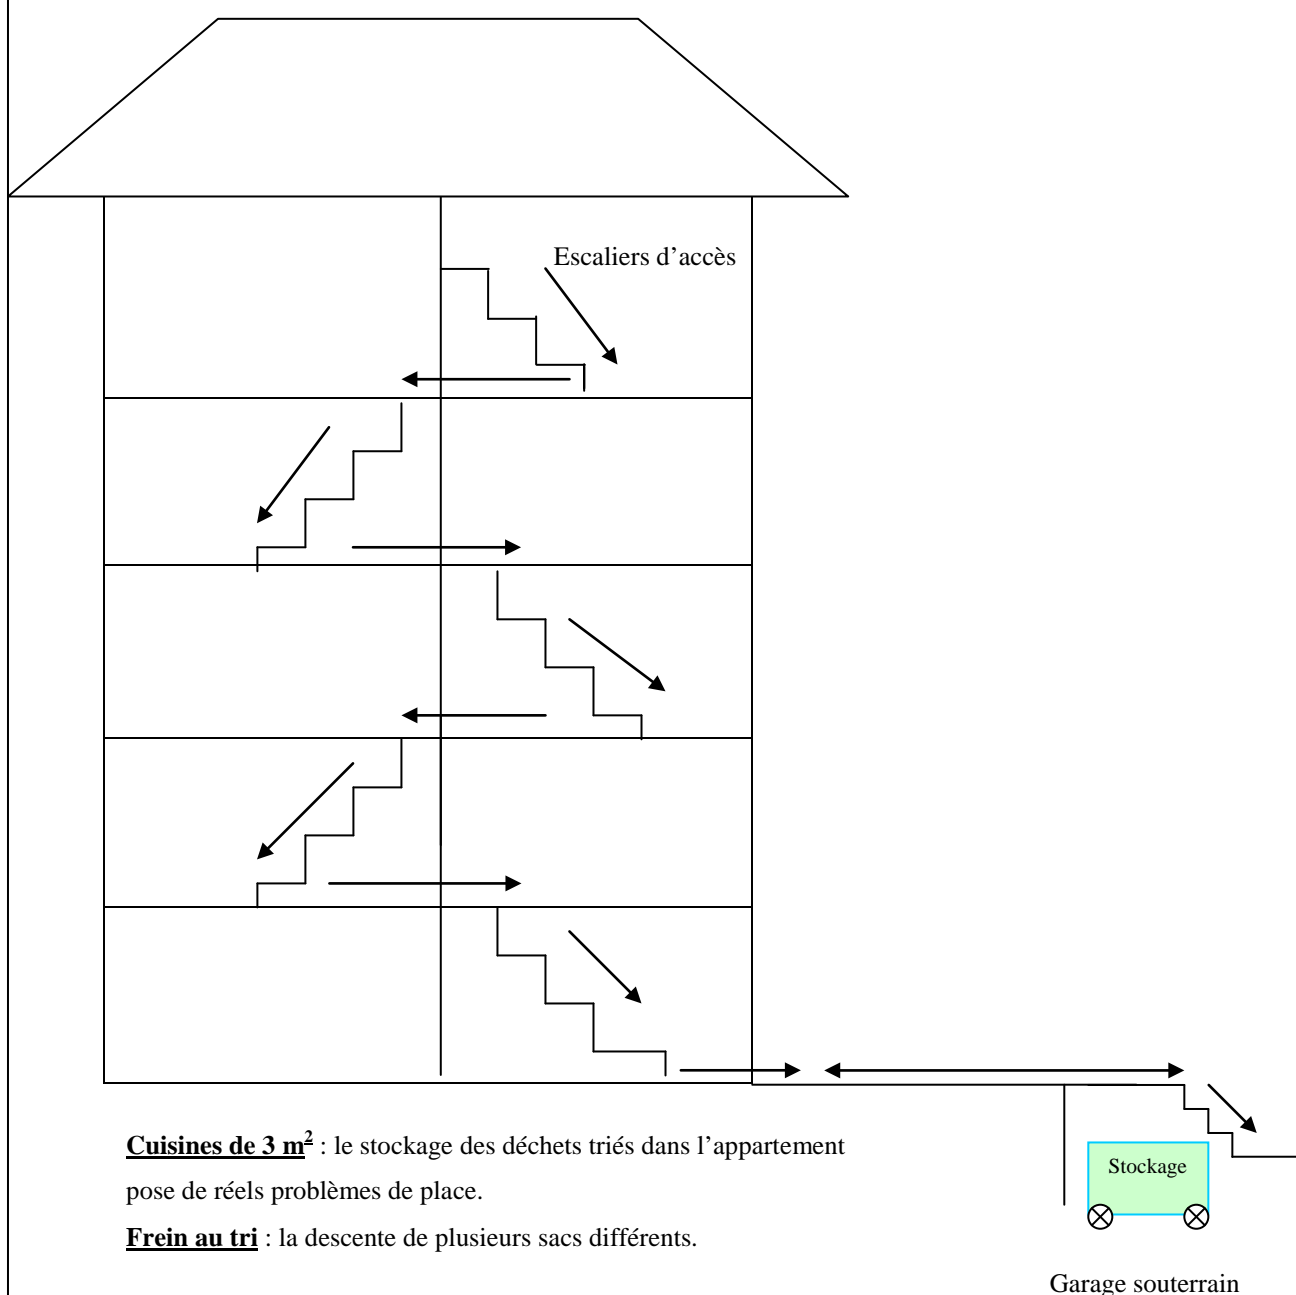 Escaliers d’accès
Cuisines de 3 m² : le stockage des déchets triés dans l’appartement
pose de réels problèmes de place.
Frein au tri : la descente de plusieurs sacs différents.
Stockage
Garage souterrain